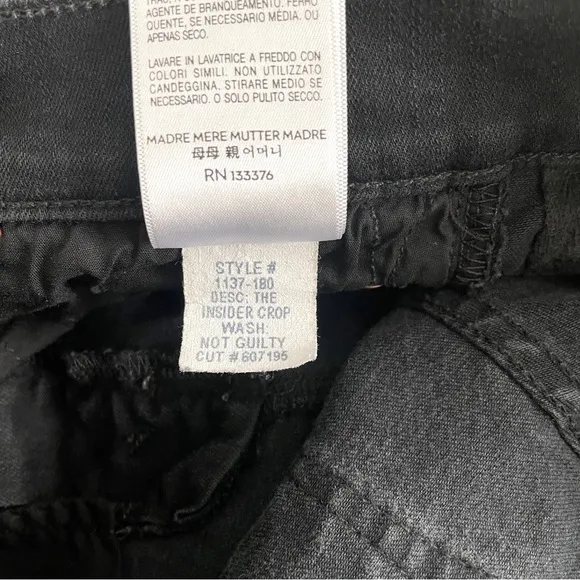 AGENTE DE BRANQUEAMENTO. FERRO
QUENTE, SE NECESSARIO MÉDIA. OU
APENAS SECO.
LAVARE IN LAVATRICE A FREDDO CON
COLORI SIMILI. NON UTILIZZATO
CANDEGGINA. STIRARE MEDIO SE
NECESSARIO. O SOLO PULITO SECCO.
MADRE MERE MUTTER MADRE
母母 親 어머니
RN 133376
STYLE #
1137-180
DESC: THE
INSIDER CROP
WASH:
NOT GUILTY
CUT # 607195